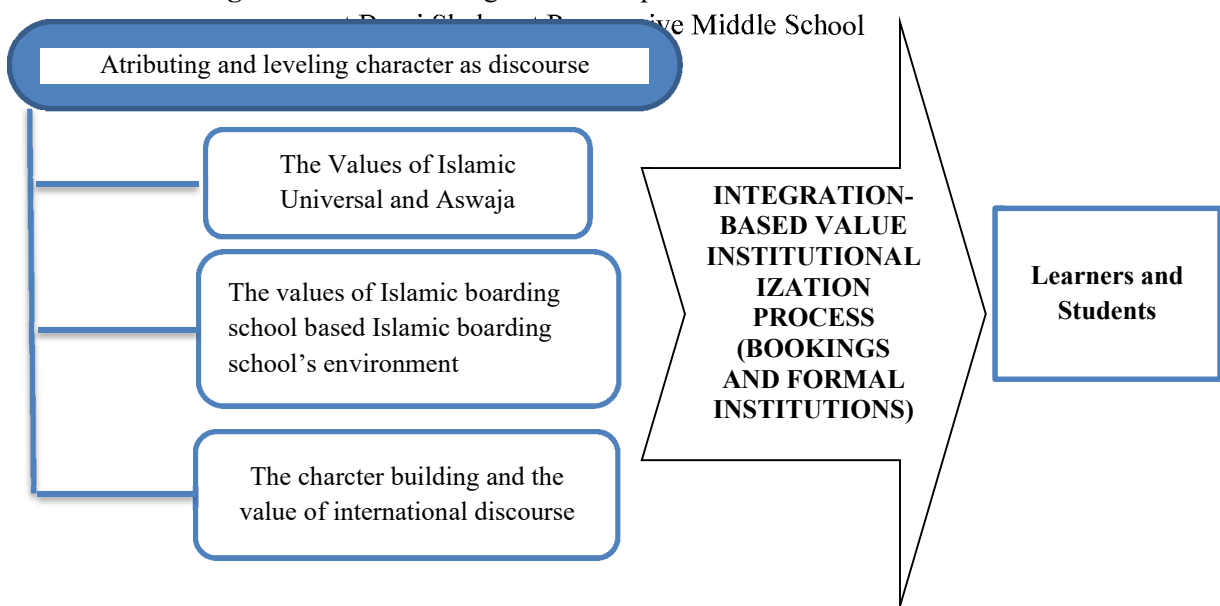 ive Middle School
Atributing and leveling character as discourse
The Values of Islamic
Universal and Aswaja
The values of Islamic boarding
school based Islamic boarding
school's environment
The charcter building and the
value of international discourse
INTEGRATION-
BASED VALUE
INSTITUTIONAL
IZATION
PROCESS
(BOOKINGS
AND FORMAL
INSTITUTIONS)
Learners and
Students